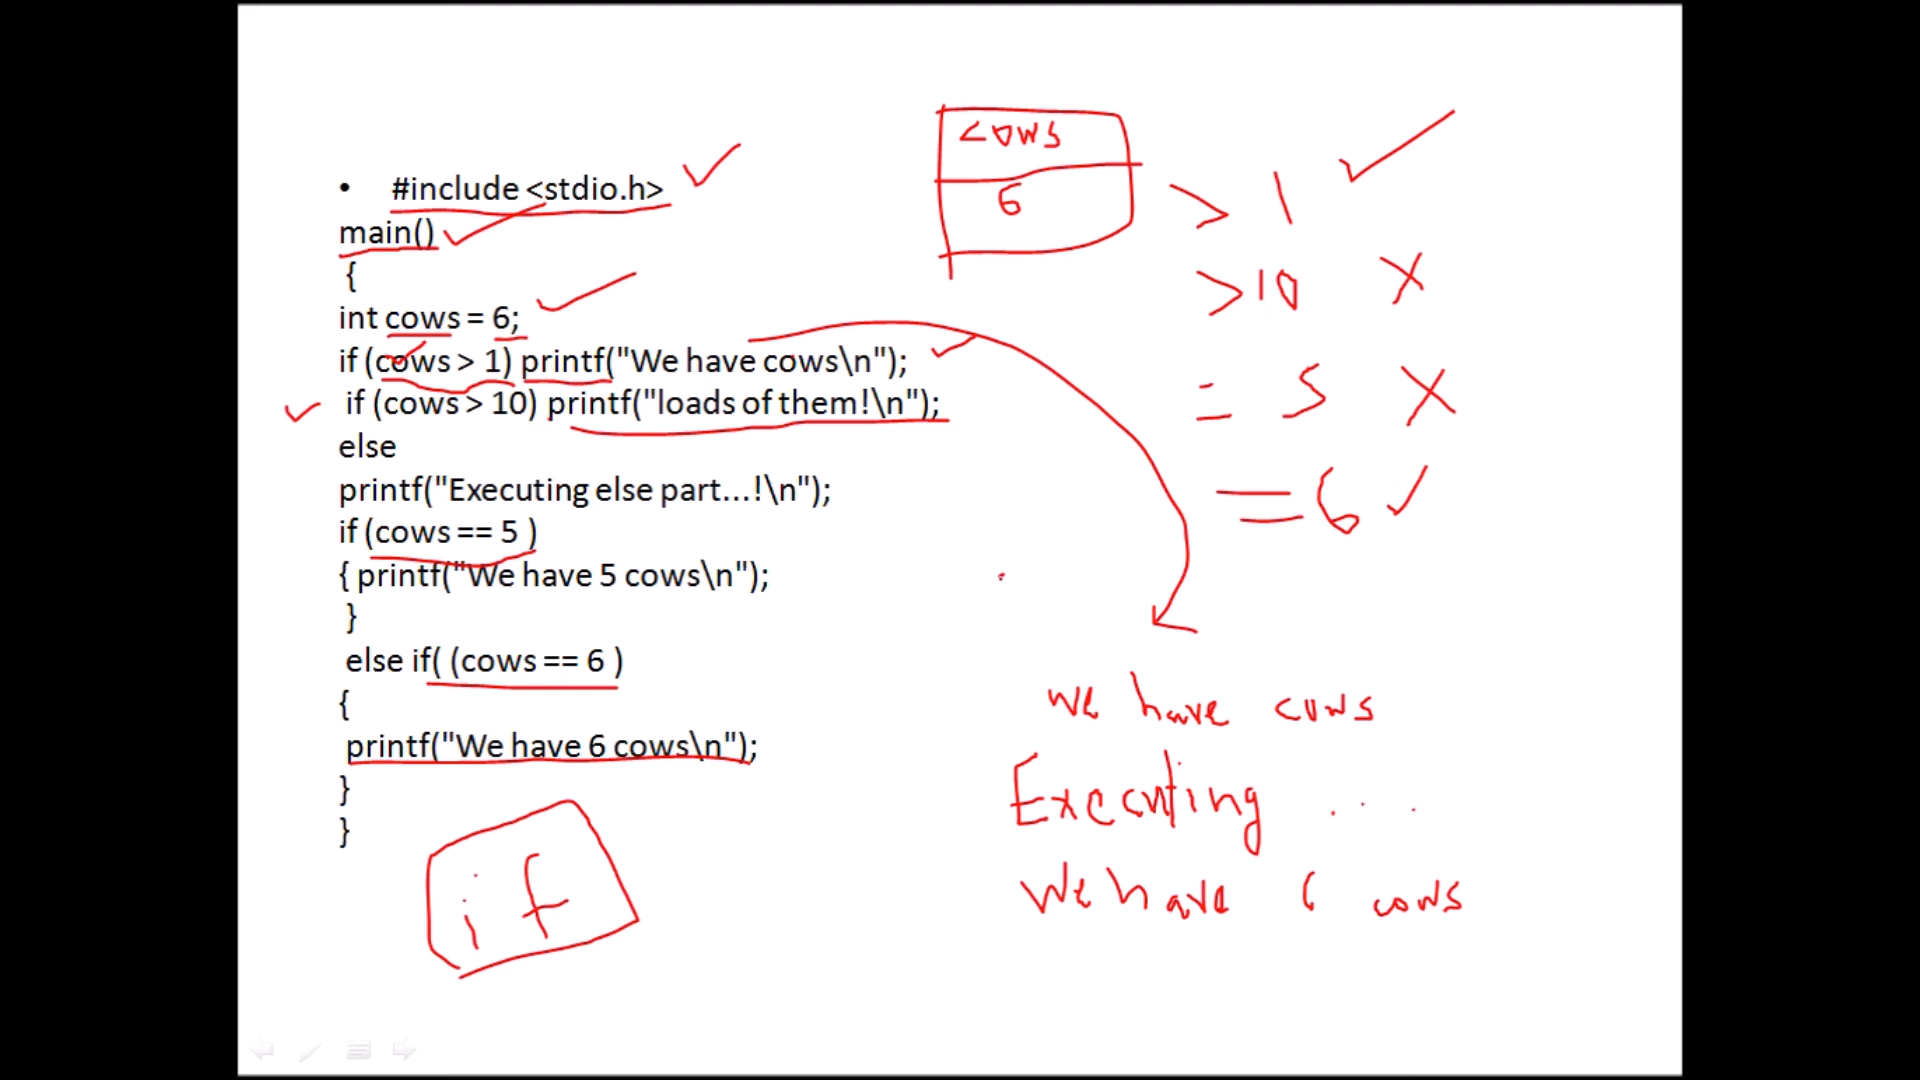 • #include <stdio.h>
main()
{
int cows = 6;
if (cows > 1) printf("We have cows\n");
if (cows > 10) printf("loads of them!\n");
else
printf("Executing else part...!\n");
if (cows == 5 )
{ printf("We have 5 cows\n");
}
else if( (cows == 6 )
{
printf("We have 6 cows\n");
}
}
if
cows
6
> 1 ✓
>10 X
= 5 X
= 6 ✓
we have cows
Executing ....
We have 6 cows